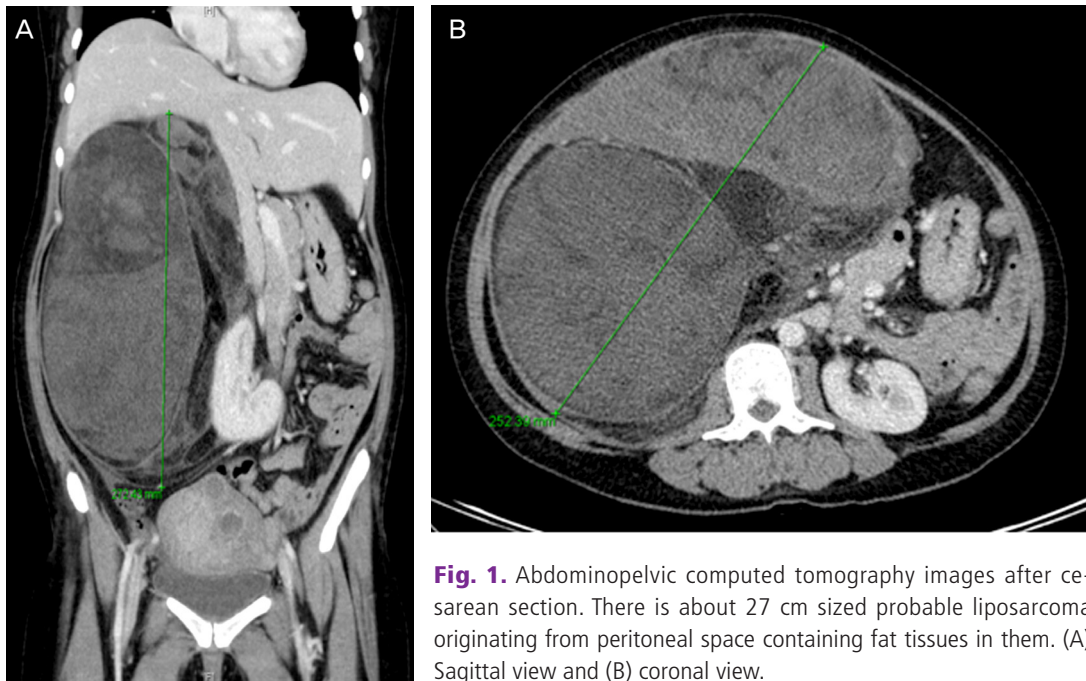 A
[H]
B
252.39 mm
[F]
Fig. 1. Abdominopelvic computed tomography images after ce-
sarean section. There is about 27 cm sized probable liposarcoma
originating from peritoneal space containing fat tissues in them. (A)
Sagittal view and (B) coronal view.